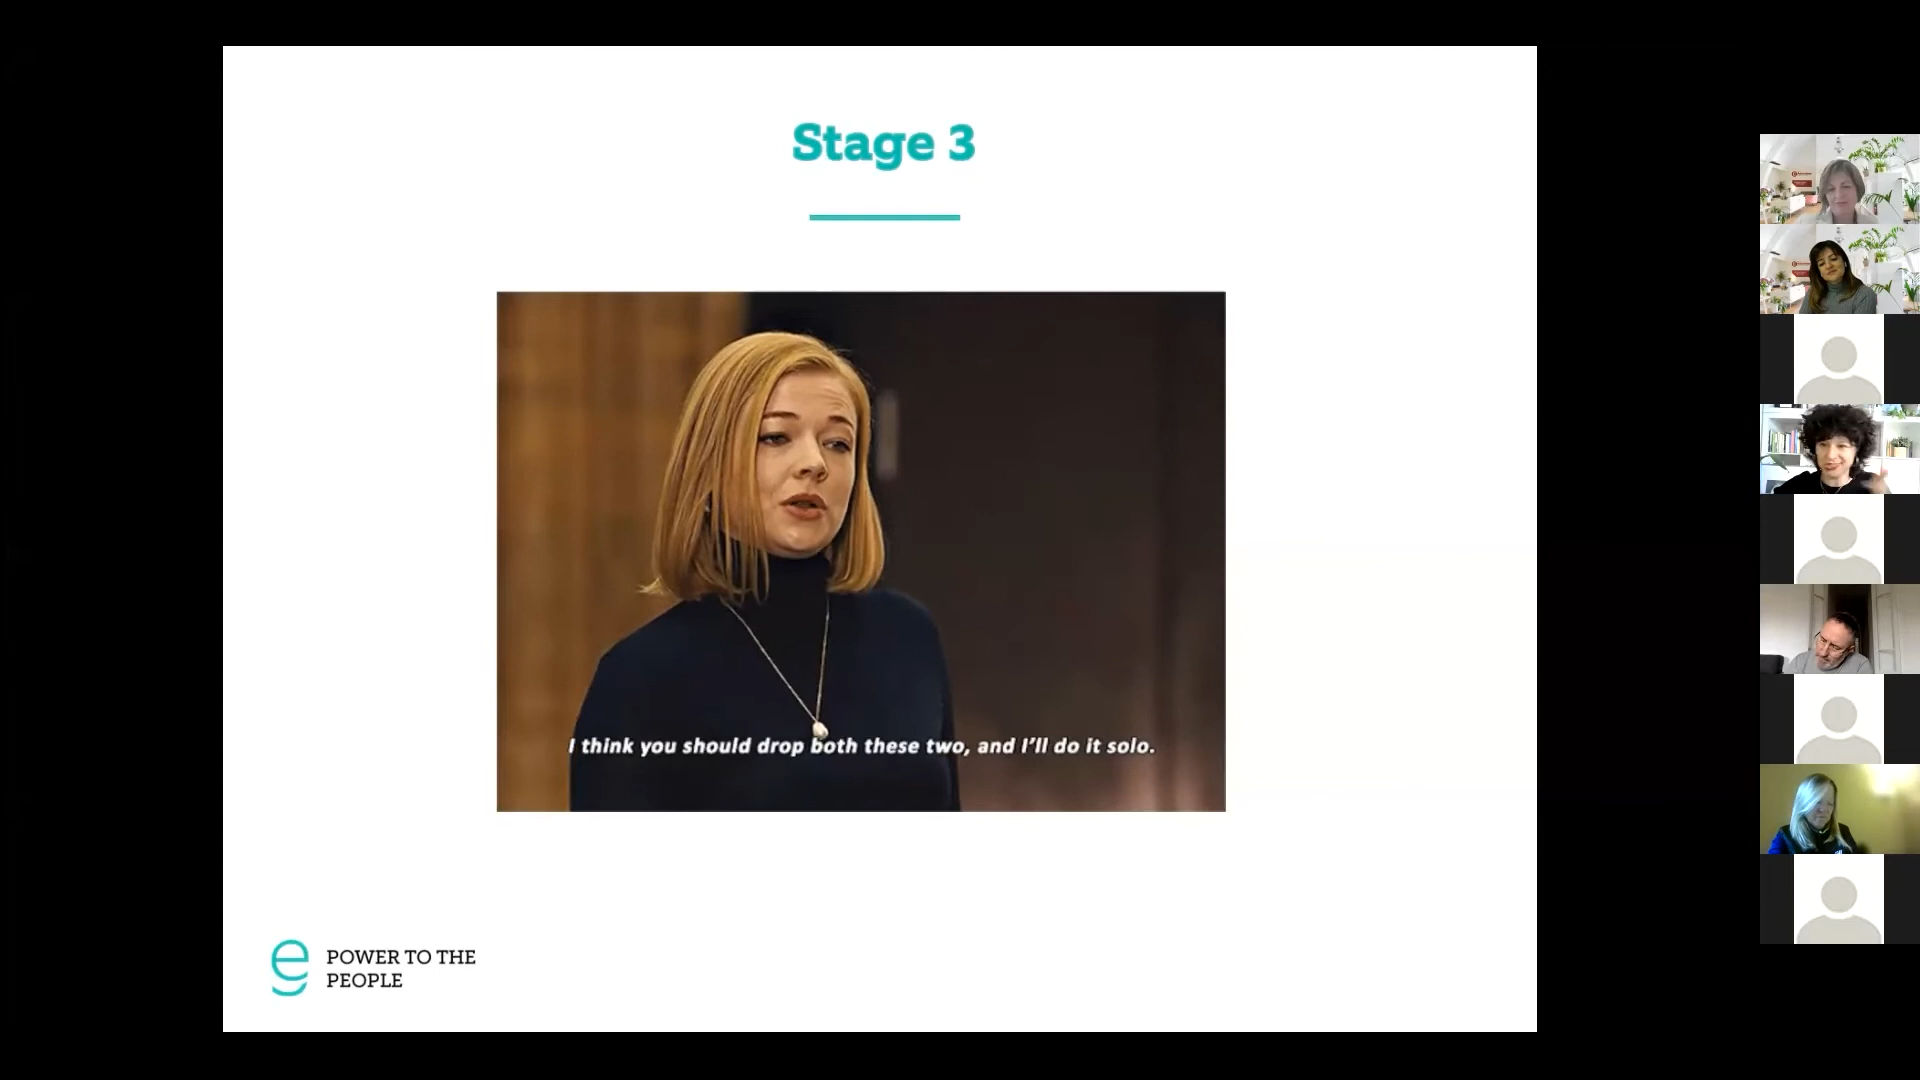 Stage 3
I think you should drop both these two, and I'll do it solo.
POWER TO THE
PEOPLE